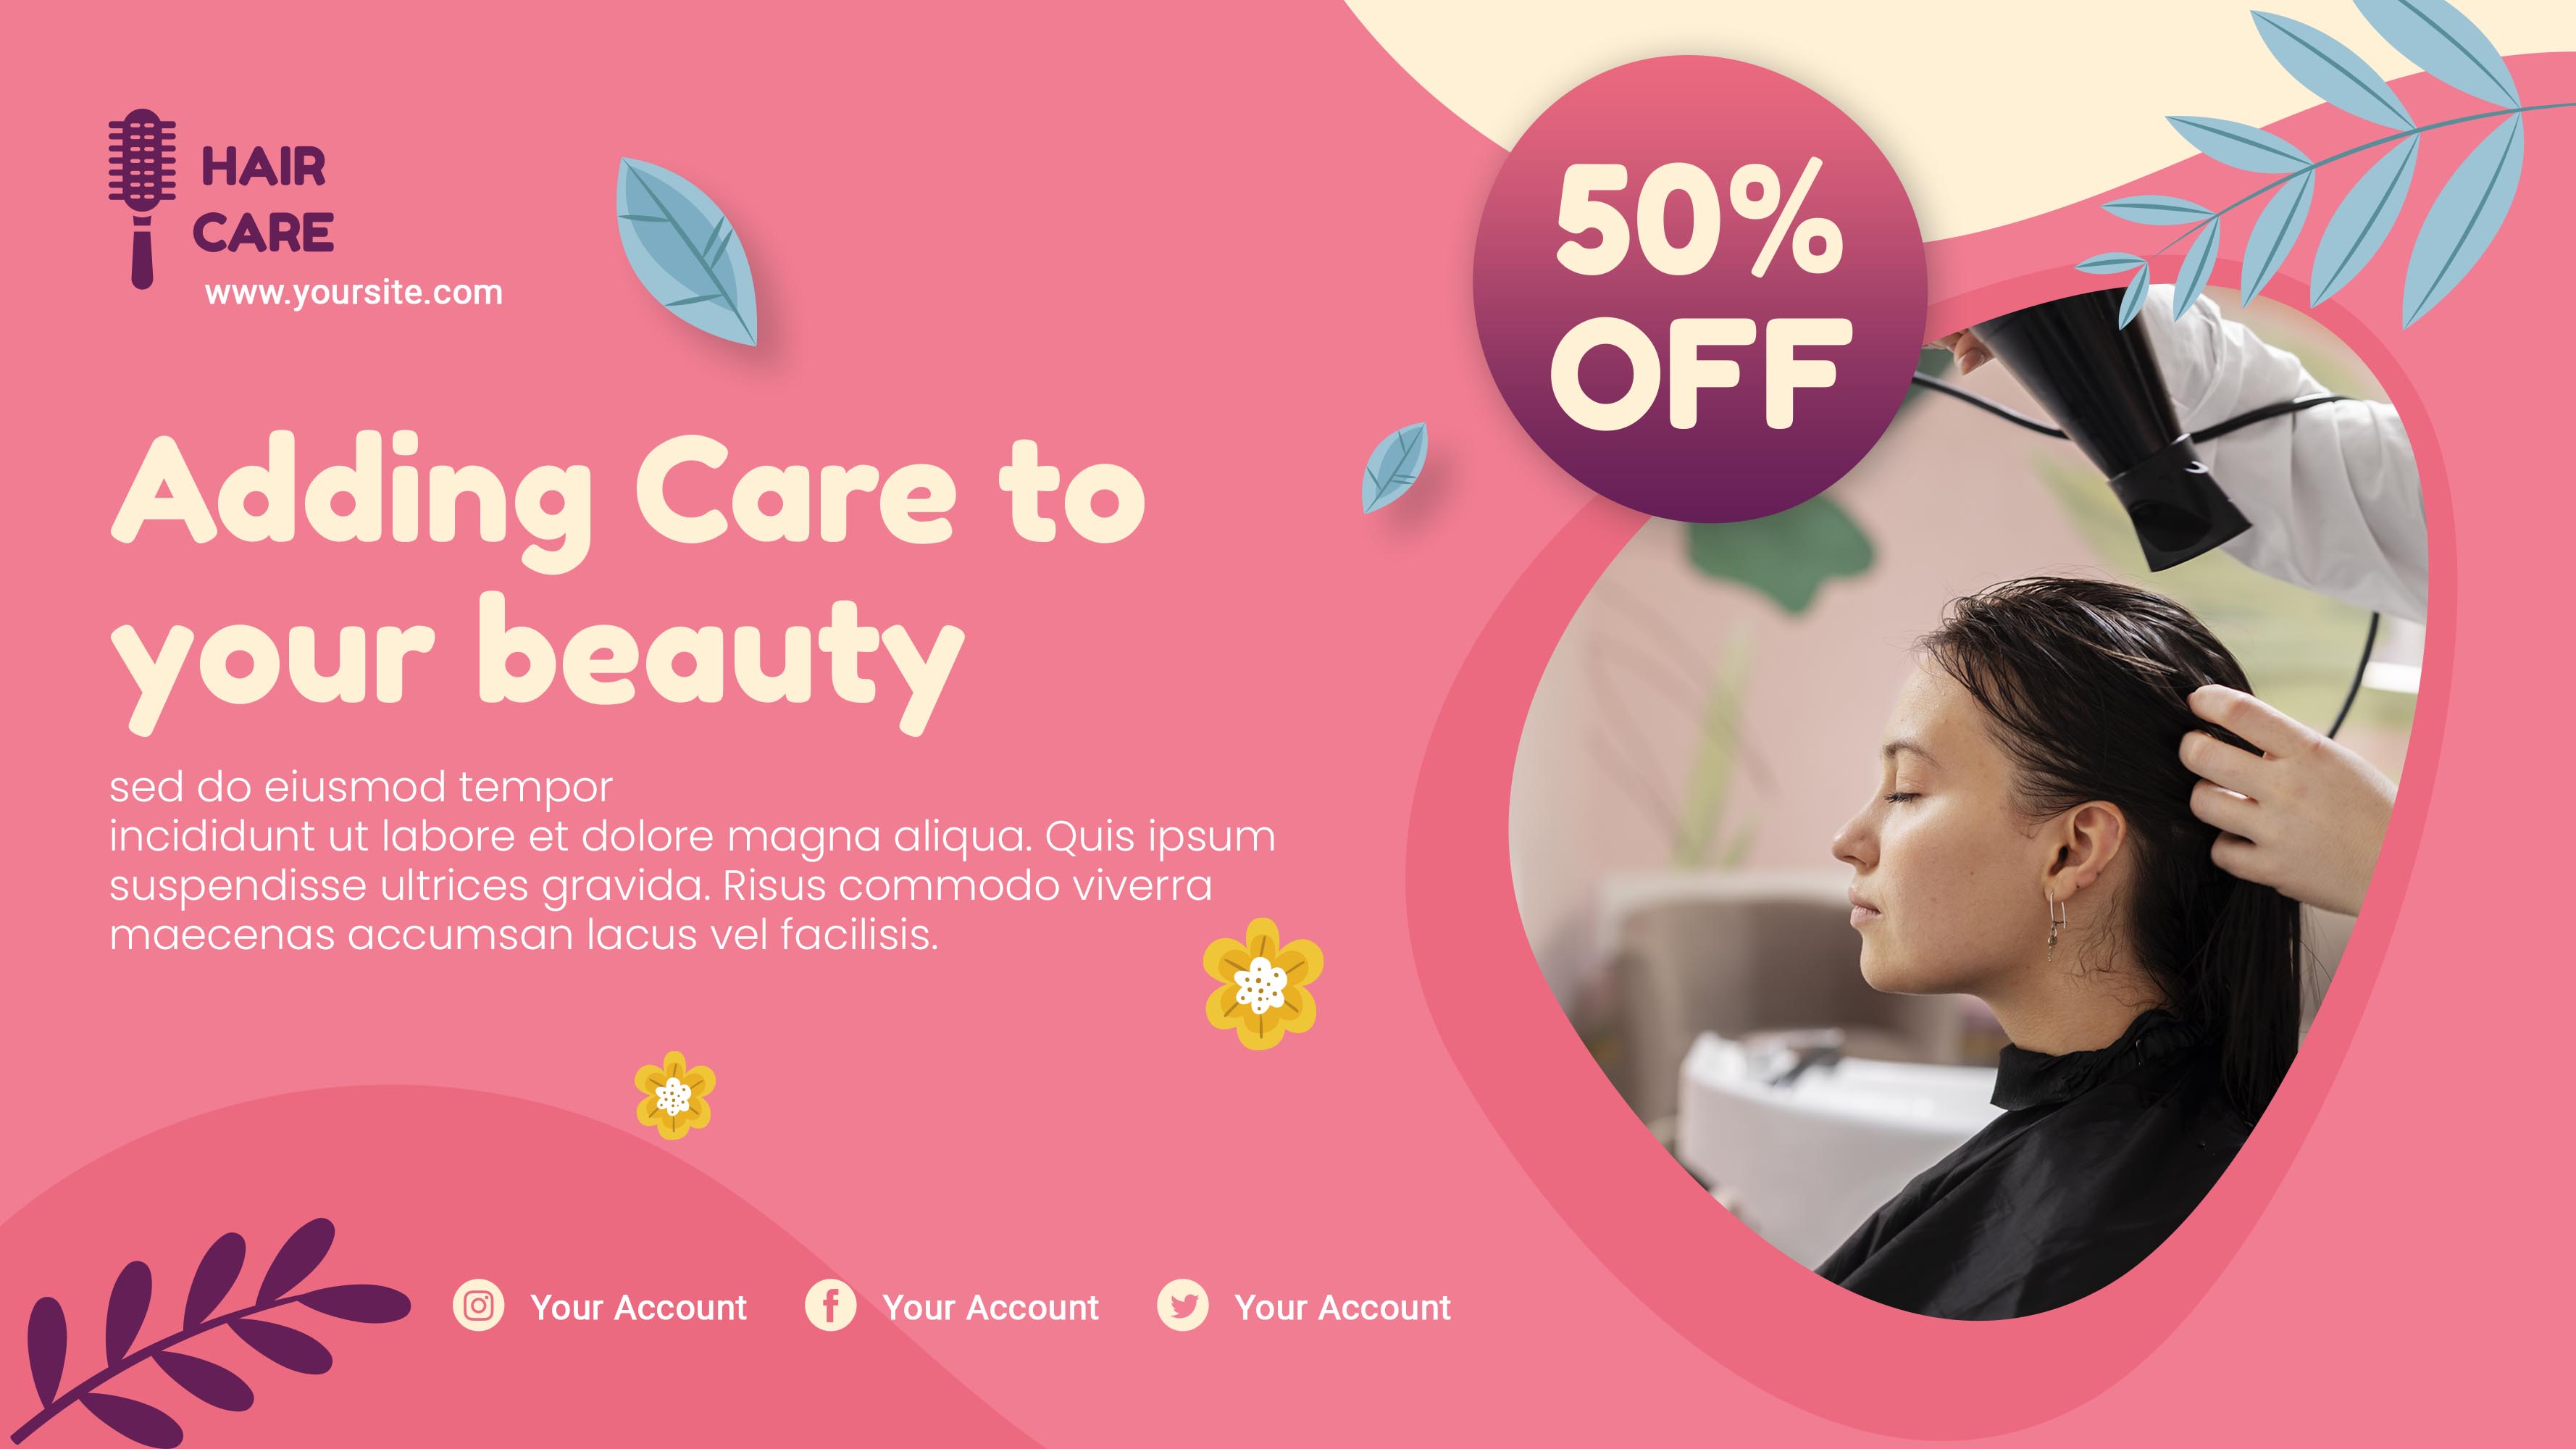 HAIR
CARE
www.yoursite.com
50%
OFF
Adding Care to
your beauty
sed do eiusmod tempor
incididunt ut labore et dolore magna aliqua. Quis ipsum
suspendisse ultrices gravida. Risus commodo viverra
maecenas accumsan lacus vel facilisis.
Your Account
Your Account
Your Account